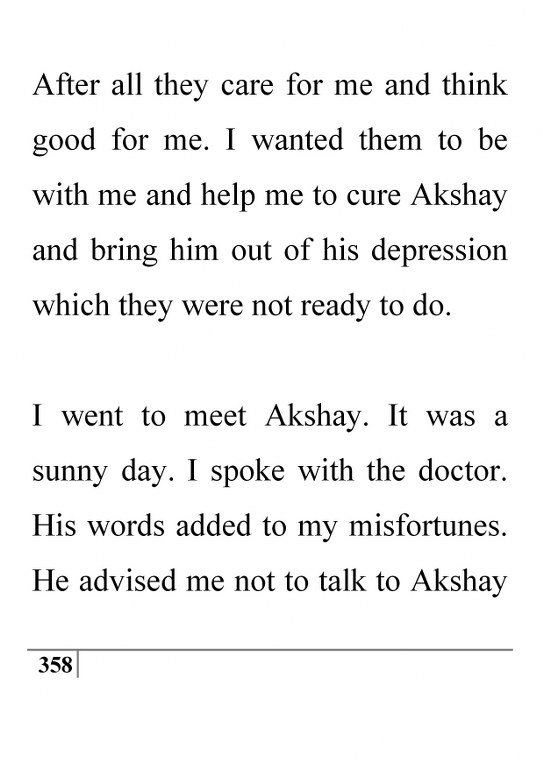 After all they care for me and think
good for me. I wanted them to be
with me and help me to cure Akshay
and bring him out of his depression
which they were not ready to do.
I went to meet Akshay. It was a
sunny day. I spoke with the doctor.
His words added to my misfortunes.
He advised me not to talk to Akshay
358